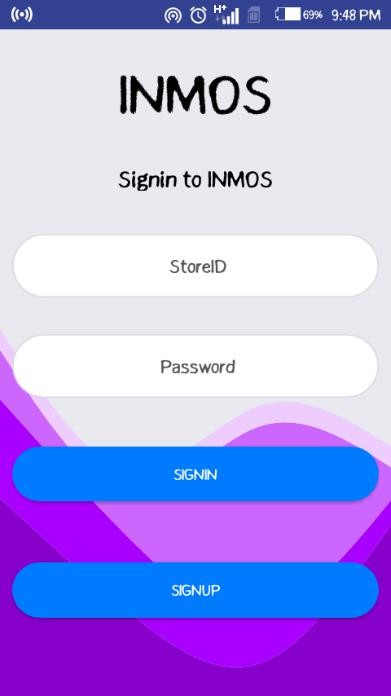 H+ 69% 9:48 PM
INMOS
Signin to INMOS
StoreID
Password
SIGNIN
SIGNUP